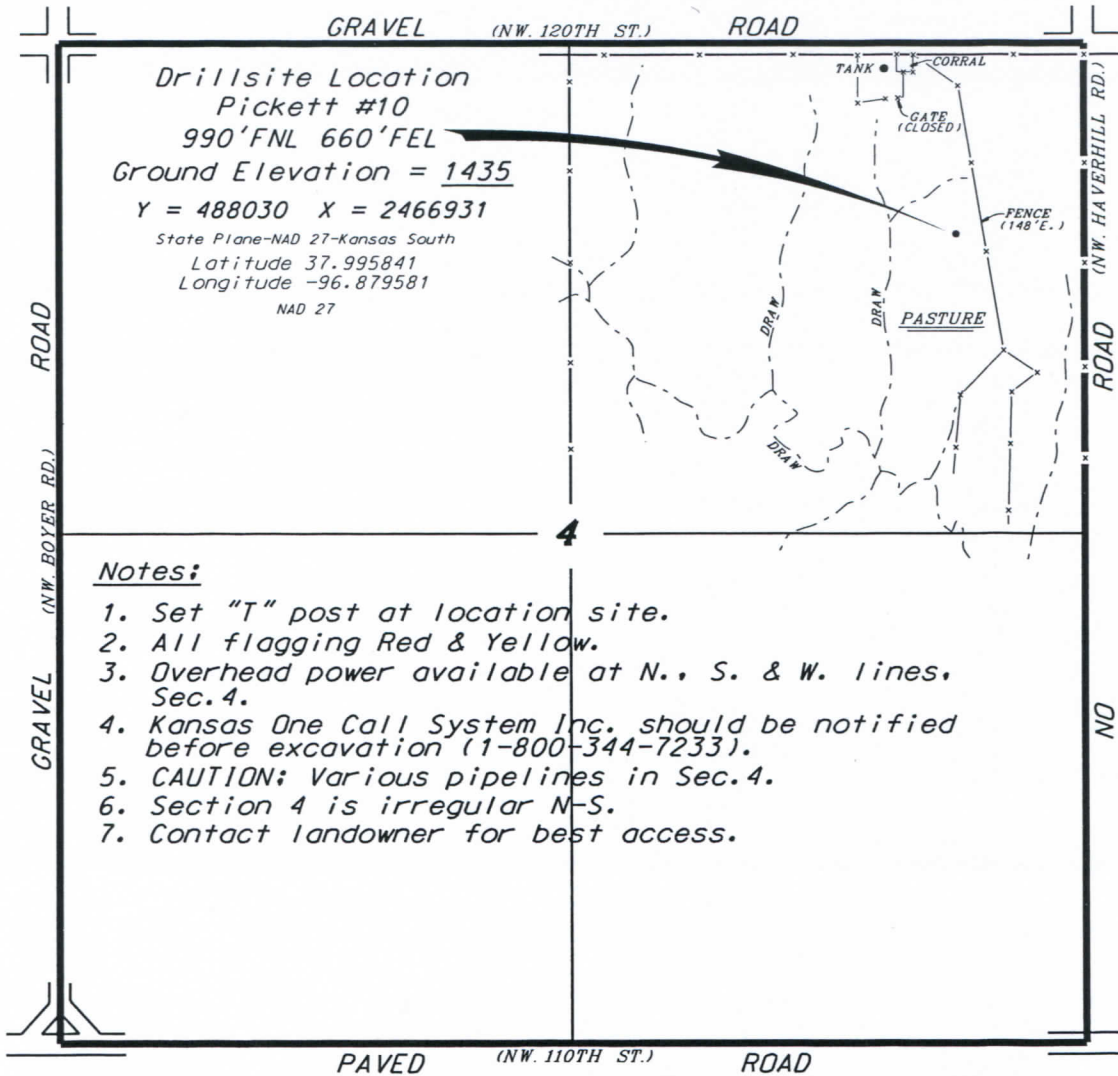 GRAVEL (NW. 120TH ST.) ROAD
Drillsite Location
Pickett #10
990'FNL 660'FEL
Ground Elevation = 1435
Y = 488030 X = 2466931
State Plane-NAD 27-Kansas South
Latitude 37.995841
Longitude -96.879581
NAD 27
TANK
CORRAL
GATE
(CLOSED)
FENCE
(148'E.)
DRAW
DRAW
PASTURE
DRAW
GRAVEL (NW. BOYER RD.) ROAD
NO ROAD (NW. HAVERHILL RD.)
4
Notes:
1. Set "T" post at location site.
2. All flagging Red & Yellow.
3. Overhead power available at N., S. & W. lines,
Sec. 4.
4. Kansas One Call System Inc. should be notified
before excavation (1-800-344-7233).
5. CAUTION: Various pipelines in Sec. 4.
6. Section 4 is irregular N-S.
7. Contact landowner for best access.
PAVED (NW. 110TH ST.) ROAD